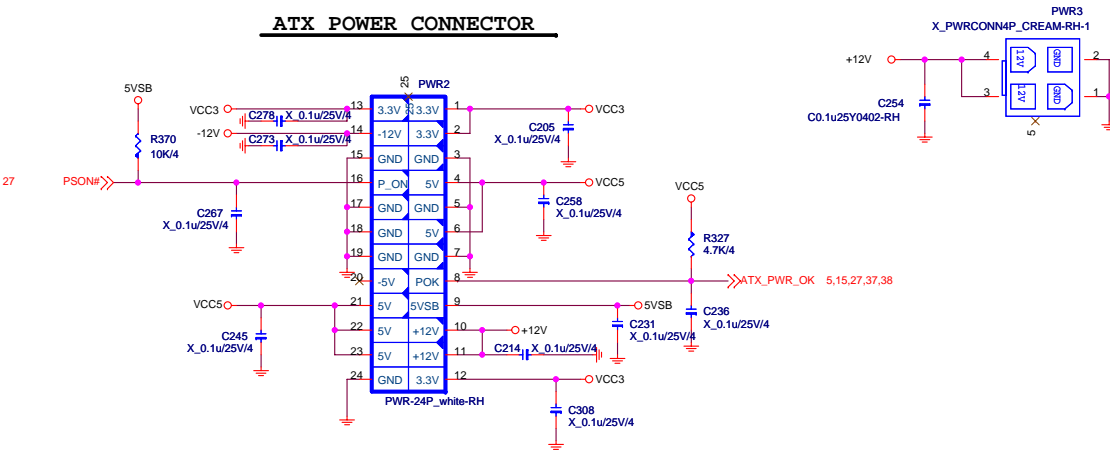 ATX POWER CONNECTOR
PWR3
X_PWRCONN4P_CREAM-RH-1
+12V
4
12V
GND
2
3
12V
GND
1
C254
C0.1u25Y0402-RH
5
25
PWR2
5VSB
R370
10K/4
VCC3
C278
X_0.1u/25V/4
13
3.3V
25
3.3V
1
VCC3
-12V
C273
X_0.1u/25V/4
14
-12V
3.3V
2
C205
X_0.1u/25V/4
15
GND
GND
3
27
PSON#
16
P_ON
5V
4
VCC5
C267
X_0.1u/25V/4
17
GND
GND
5
C258
X_0.1u/25V/4
18
GND
5V
6
19
GND
GND
7
VCC5
R327
4.7K/4
20
-5V
POK
8
ATX_PWR_OK 5,15,27,37,38
VCC5
21
5V
5VSB
9
5VSB
C236
X_0.1u/25V/4
C245
X_0.1u/25V/4
22
5V
+12V
10
+12V
C231
X_0.1u/25V/4
23
5V
+12V
11
C214
X_0.1u/25V/4
24
GND
3.3V
12
VCC3
PWR-24P_white-RH
C308
X_0.1u/25V/4